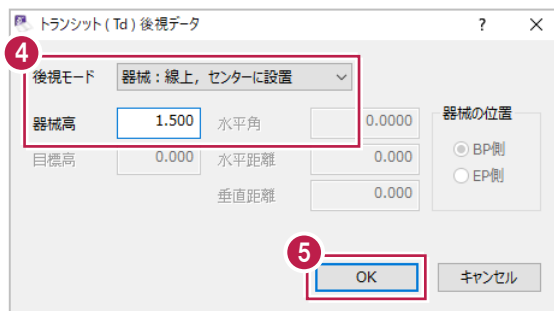 トランシット ( Td ) 後視データ ? ×
4
後視モード 器械：線上，センターに設置
器械高 1.500 水平角 0.0000 器械の位置
目標高 0.000 水平距離 0.000 BP側
EP側
垂直距離 0.000
5
OK キャンセル